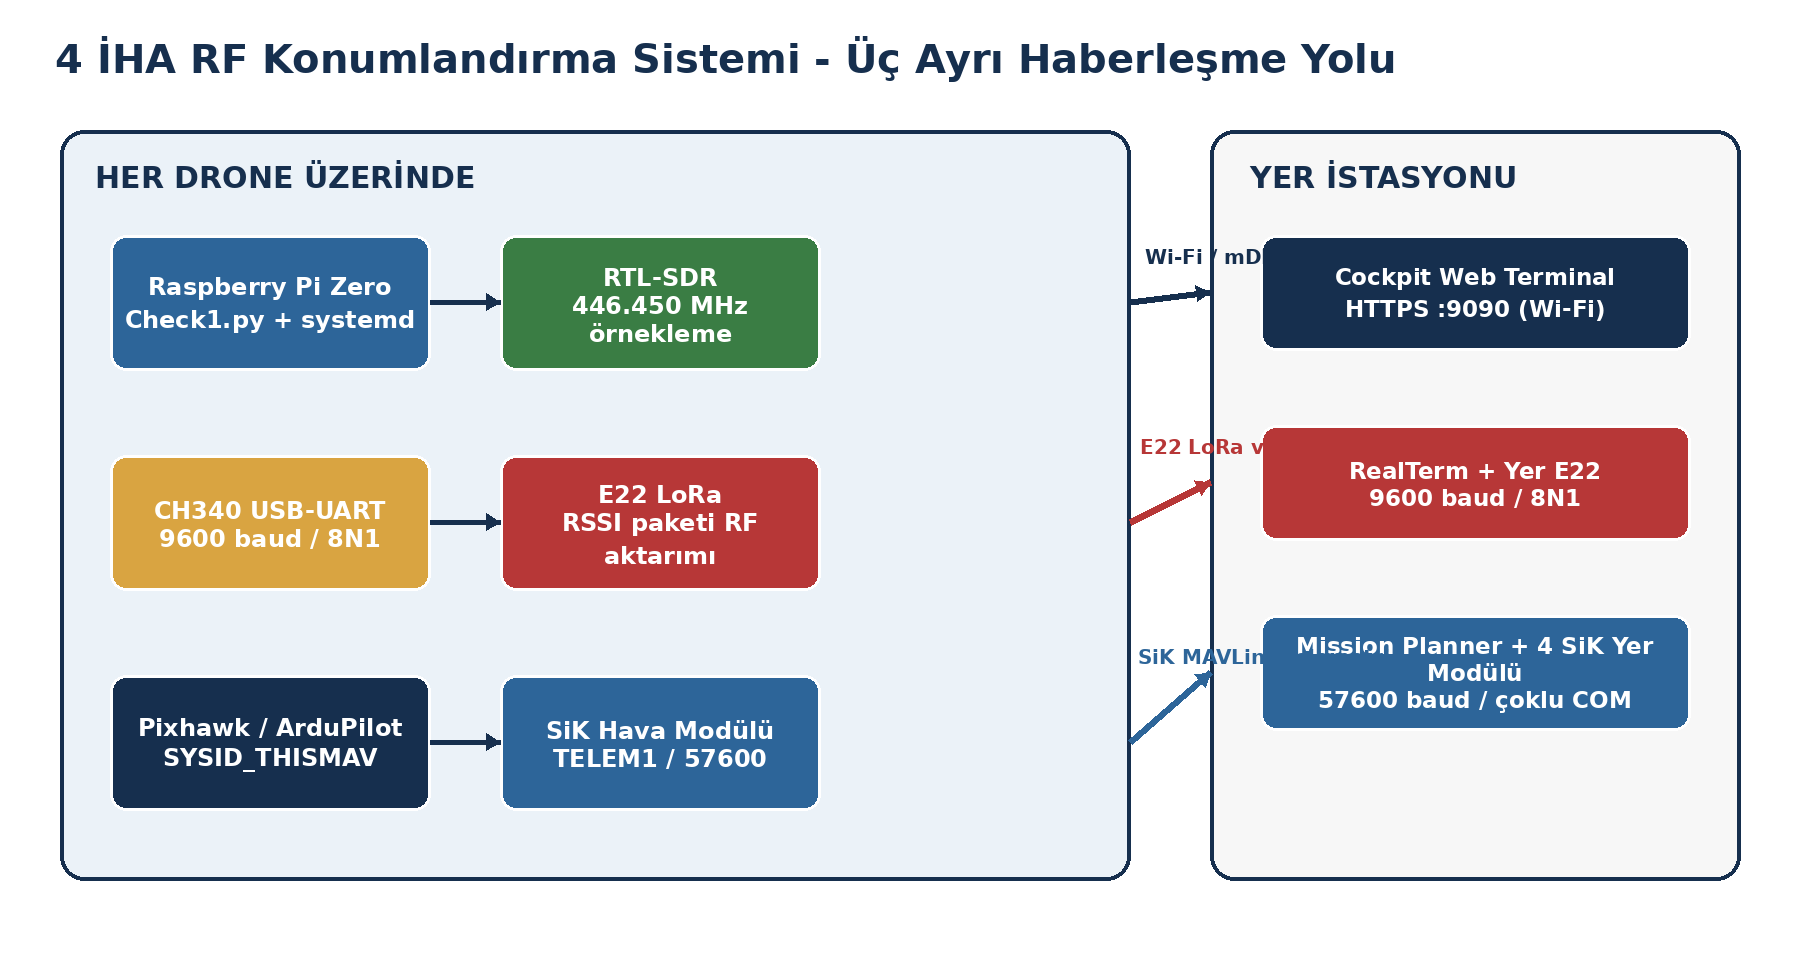 4 İHA RF Konumlandırma Sistemi - Üç Ayrı Haberleşme Yolu
HER DRONE ÜZERİNDE
Raspberry Pi Zero
Check1.py + systemd
RTL-SDR
446.450 MHz
örnekleme
CH340 USB-UART
9600 baud / 8N1
E22 LoRa
RSSI paketi RF
aktarımı
Pixhawk / ArduPilot
SYSID_THISMAV
SiK Hava Modülü
TELEM1 / 57600
Wi-Fi / mD
E22 LoRa v
SiK MAVLin
YER İSTASYONU
Cockpit Web Terminal
HTTPS :9090 (Wi-Fi)
RealTerm + Yer E22
9600 baud / 8N1
Mission Planner + 4 SiK Yer
Modülü
57600 baud / çoklu COM